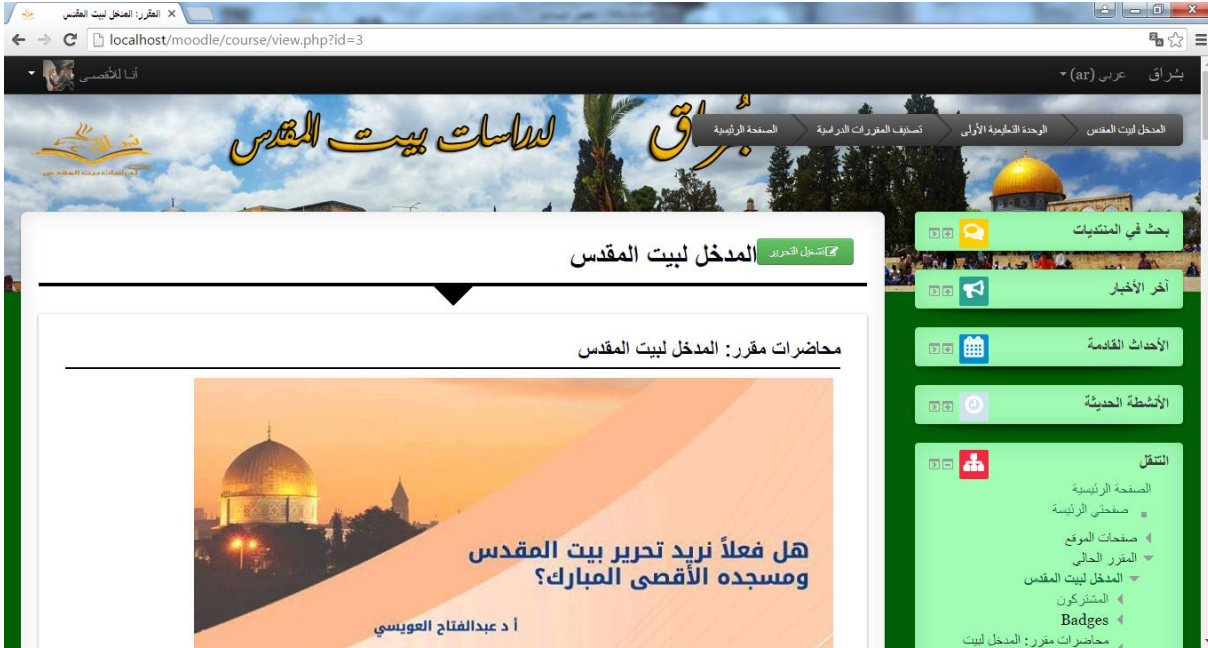 المقرر: المدخل لبيت المقدس
localhost/moodle/course/view.php?id=3
بُراق
عربي (ar)
أنا للأقصى
بُراق لدراسات بيت المقدس
لدراسات بيت المقدس
الصفحة الرئيسية
تصنيف المقررات الدراسية
الوحدة التعليمية الأولى
المدخل لبيت المقدس
المدخل لبيت المقدس
تشغيل التحرير
محاضرات مقرر: المدخل لبيت المقدس
هل فعلاً نريد تحرير بيت المقدس
ومسجده الأقصى المبارك؟
أ د عبدالفتاح العويسي
بحث في المنتديات
آخر الأخبار
الأحداث القادمة
الأنشطة الحديثة
التنقل
الصفحة الرئيسية
صفحتي الرئيسة
صفحات الموقع
المقرر الحالي
المدخل لبيت المقدس
المشتركون
Badges
محاضرات مقرر: المدخل لبيت